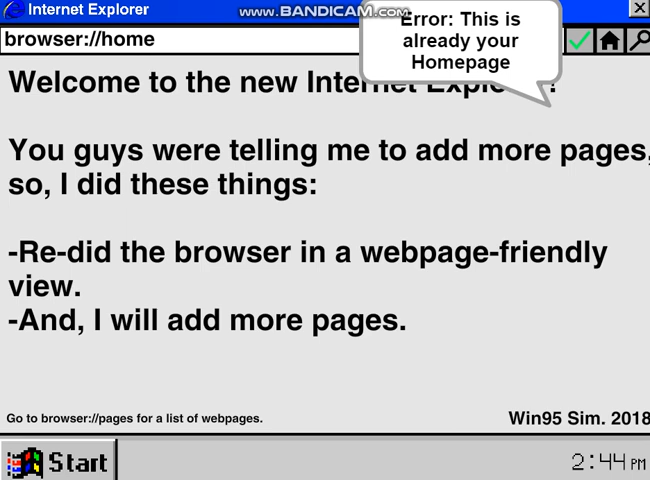 Internet Explorer
www.BANDICAM.com
browser://home
Error: This is
already your
Homepage
Welcome to the new Internet Explorer!
You guys were telling me to add more pages,
so, I did these things:
-Re-did the browser in a webpage-friendly
view.
-And, I will add more pages.
Go to browser://pages for a list of webpages.
Win95 Sim. 2018
Start
2:44 PM